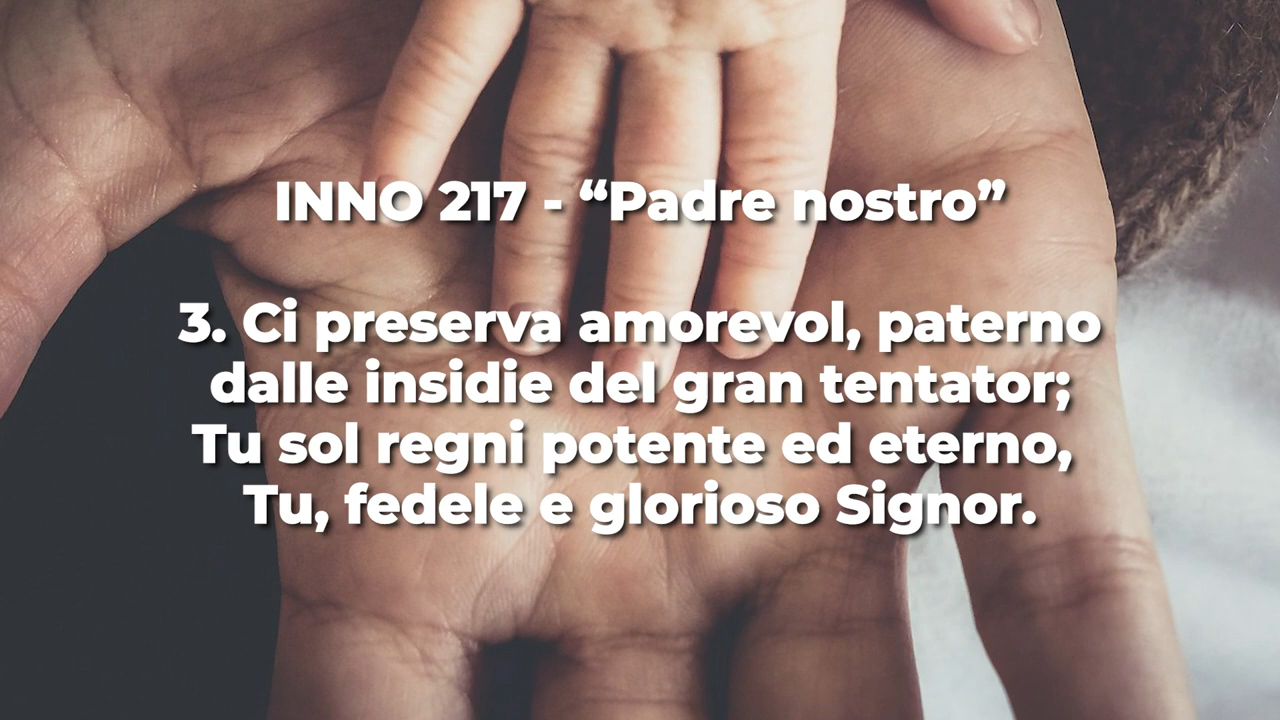 INNO 217 - “Padre nostro”
3. Ci preserva amorevol, paterno
dalle insidie del gran tentator;
Tu sol regni potente ed eterno,
Tu, fedele e glorioso Signor.